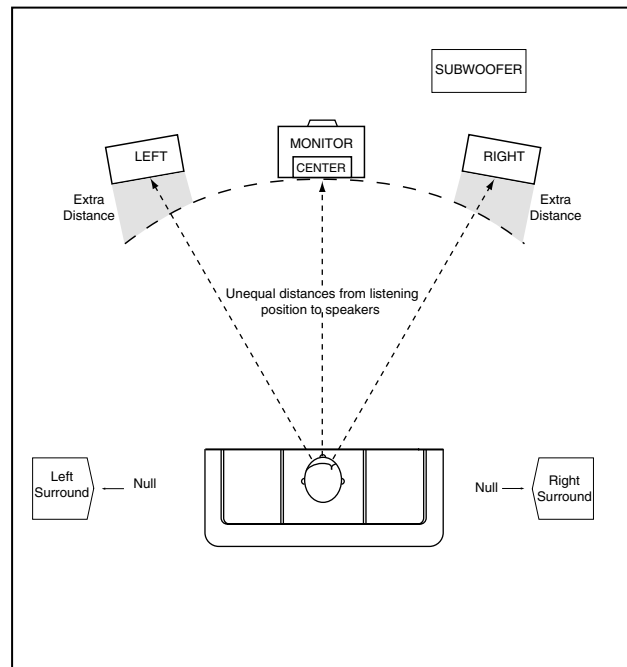 SUBWOOFER
MONITOR
CENTER
LEFT
RIGHT
Extra
Distance
Extra
Distance
Unequal distances from listening
position to speakers
Left
Surround
Null
Null
Right
Surround